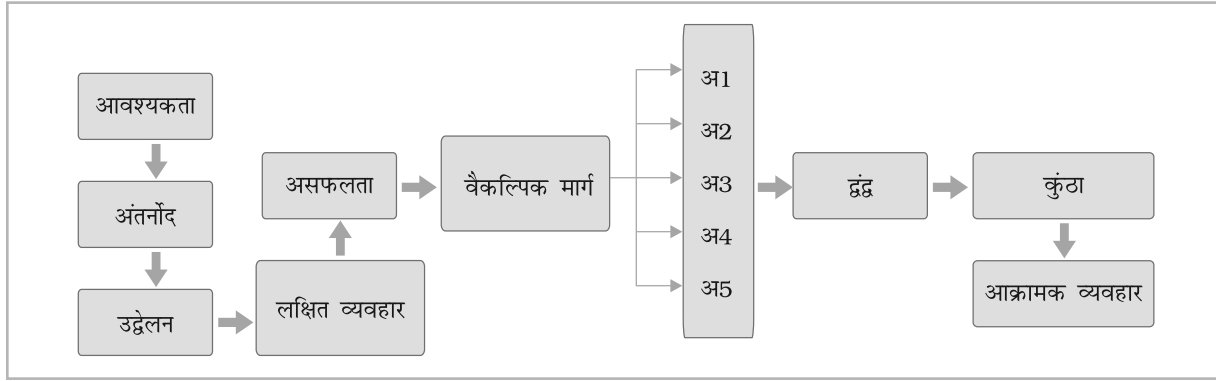 आवश्यकता
अंतर्नोद
उद्वेलन
लक्षित व्यवहार
असफलता
वैकल्पिक मार्ग
अ1
अ2
अ3
अ4
अ5
द्वंद्व
कुंठा
आक्रामक व्यवहार